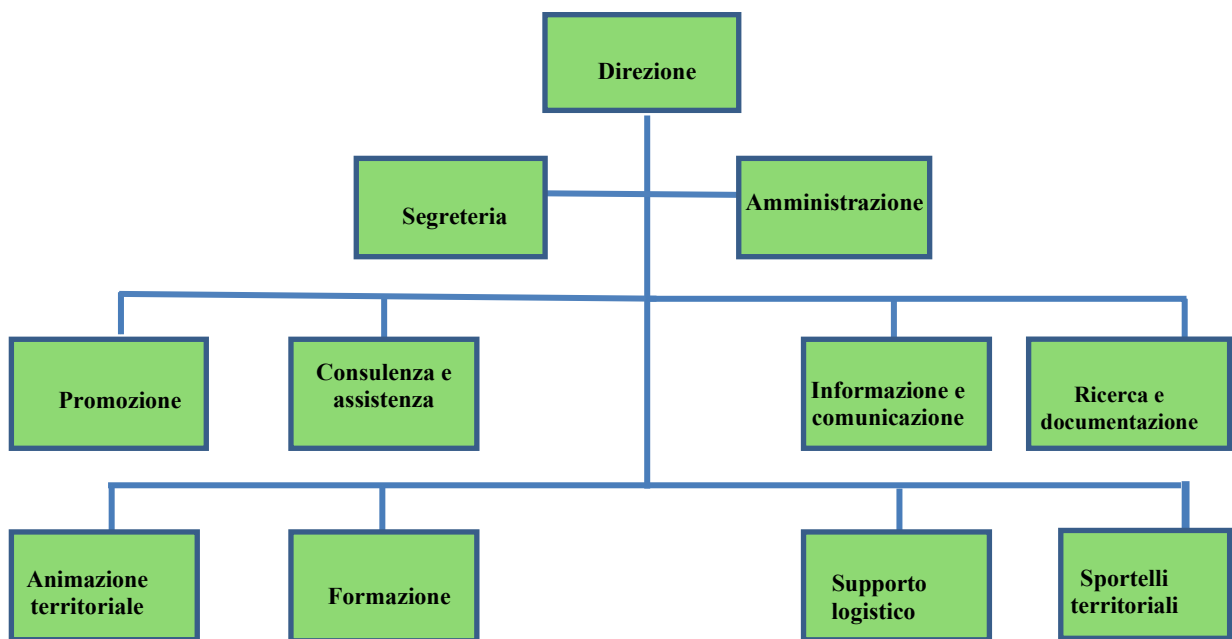 Direzione
Segreteria
Amministrazione
Promozione
Consulenza e
assistenza
Informazione e
comunicazione
Ricerca e
documentazione
Animazione
territoriale
Formazione
Supporto
logistico
Sportelli
territoriali